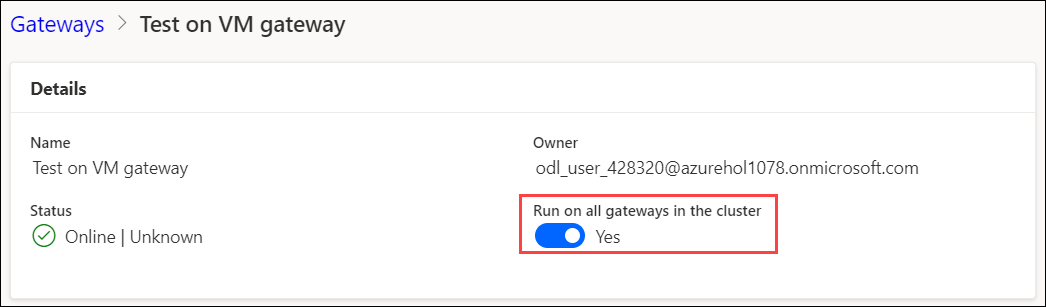 Gateways > Test on VM gateway
Details
Name
Owner
Test on VM gateway
odl_user_428320@azurehol1078.onmicrosoft.com
Status
Run on all gateways in the cluster
Online | Unknown
Yes